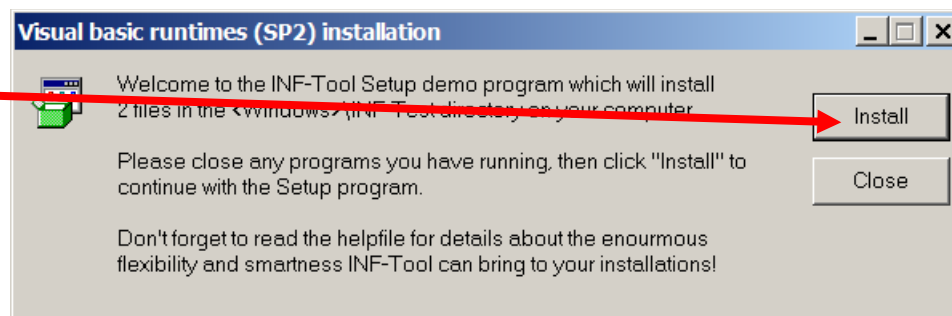 Visual basic runtimes (SP2) installation
Welcome to the INF-Tool Setup demo program which will install
2 files in the <Windows>\INF-Test directory on your computer
Install
Please close any programs you have running, then click "Install" to
continue with the Setup program.
Close
Don't forget to read the helpfile for details about the enourmous
flexibility and smartness INF-Tool can bring to your installations!